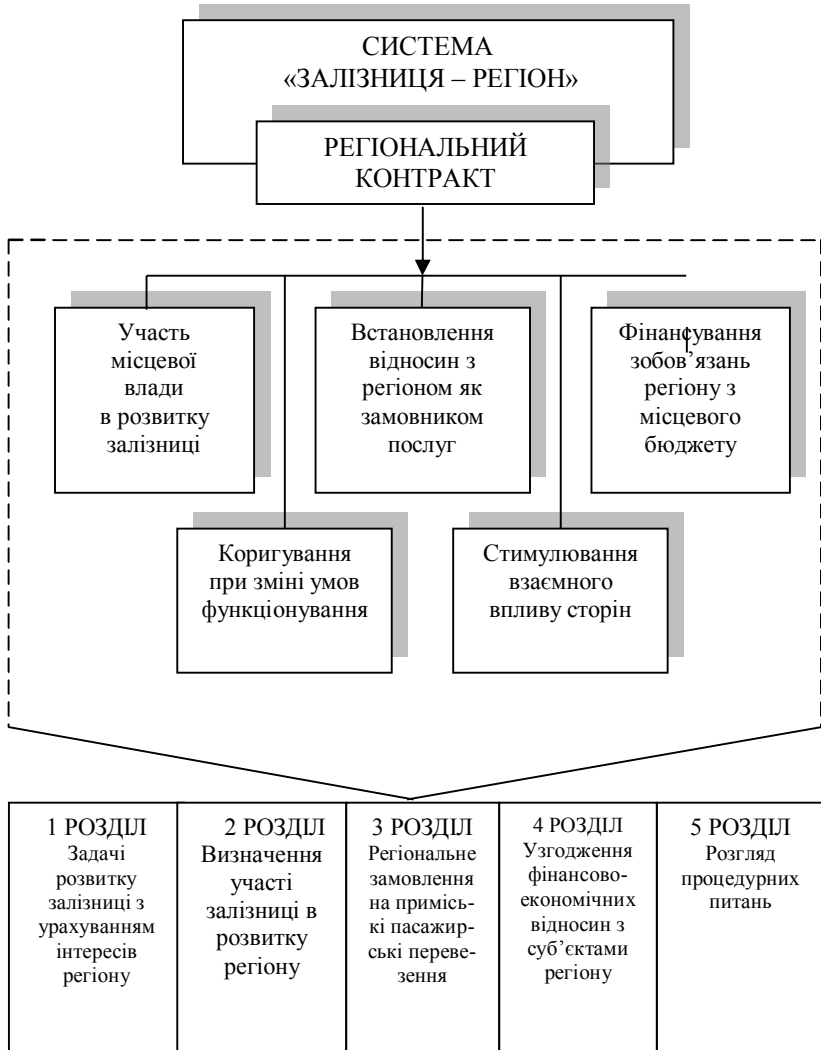 СИСТЕМА
«ЗАЛІЗНИЦЯ – РЕГІОН»
РЕГІОНАЛЬНИЙ
КОНТРАКТ
Участь
місцевої
влади
в розвитку
залізниці
Встановлення
відносин з
регіоном як
замовником
послуг
Фінансування
зобов’язань
регіону з
місцевого
бюджету
Коригування
при зміні умов
функціонування
Стимулювання
взаємного
впливу сторін
1 РОЗДІЛ
Задачі
розвитку
залізниці з
урахуванням
інтересів
регіону
2 РОЗДІЛ
Визначення
участі
залізниці в
розвитку
регіону
3 РОЗДІЛ
Регіональне
замовлення
на примісь-
кі пасажир-
ські переве-
зення
4 РОЗДІЛ
Узгодження
фінансово-
економічних
відносин з
суб’єктами
регіону
5 РОЗДІЛ
Розгляд
процедурних
питань